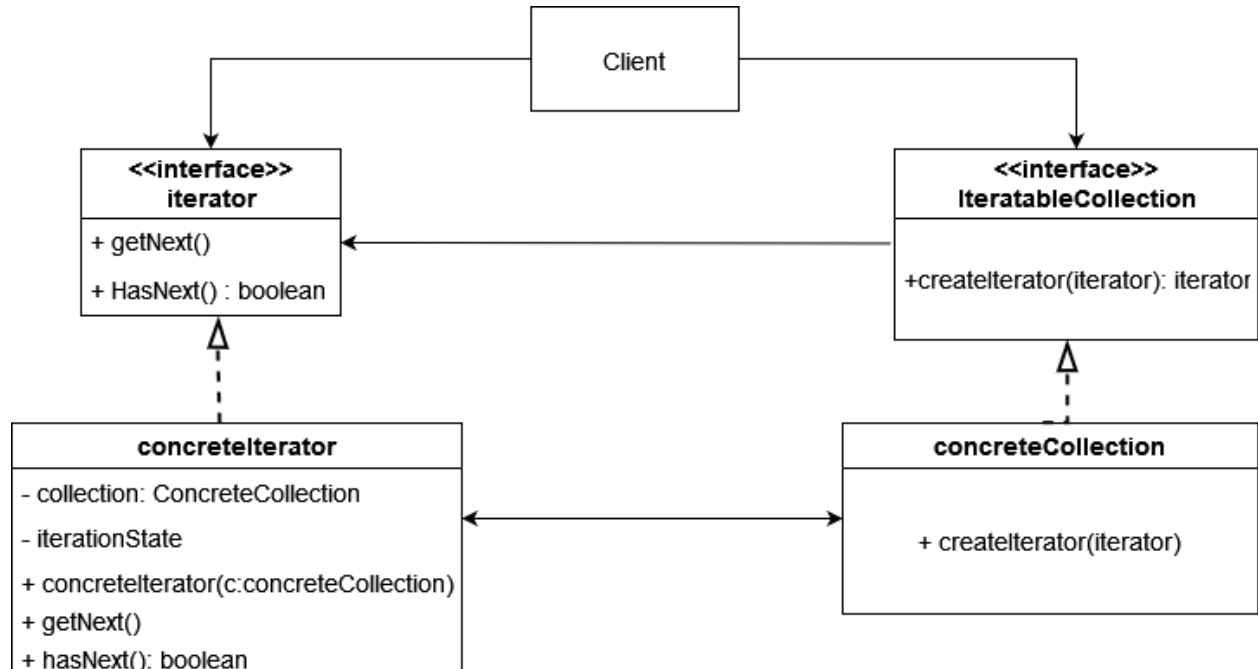 Client
<<interface>>
iterator
+ getNext()
+ HasNext() : boolean
<<interface>>
IteratableCollection
+createIterator(iterator): iterator
concreteIterator
- collection: ConcreteCollection
- iterationState
+ concreteIterator(c:concreteCollection)
+ getNext()
+ hasNext(): boolean
concreteCollection
+ createIterator(iterator)